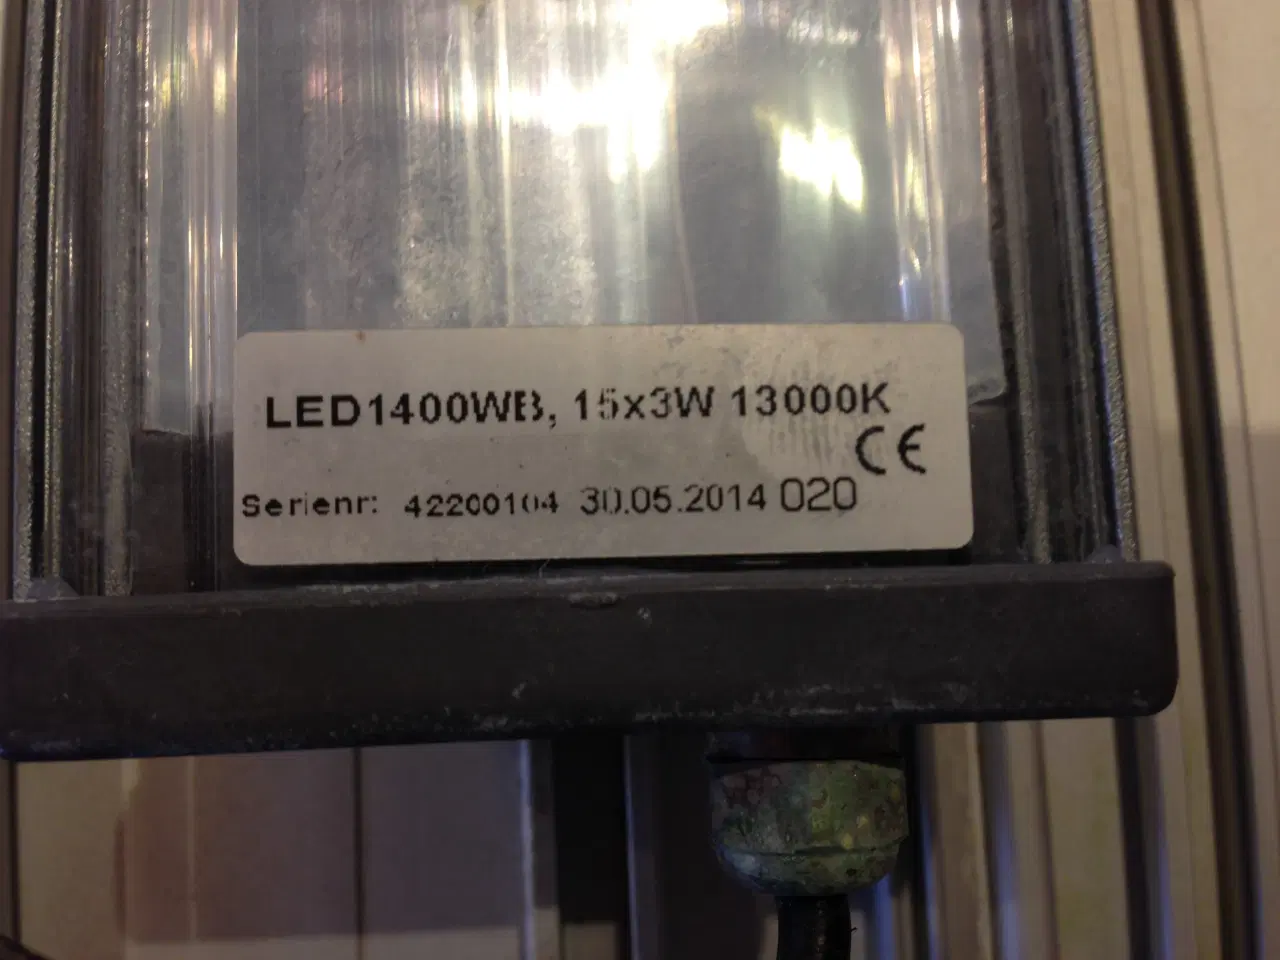 LED1400WB, 15x3W 13000K
CE
Serienr: 42200104 30.05.2014 020